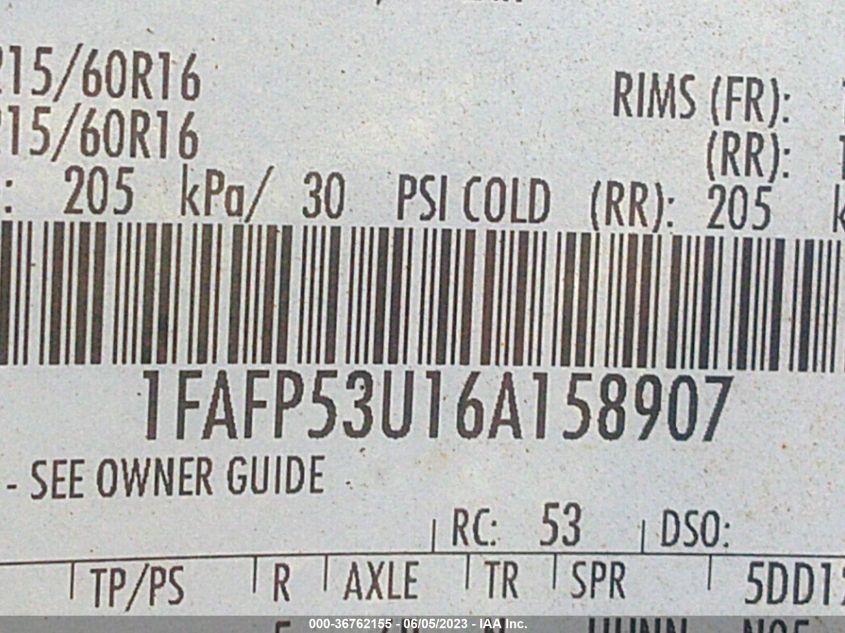 215/60R16 RIMS (FR):
215/60R16 (RR):
: 205 kPa/ 30 PSI COLD (RR): 205
1FAFP53U16A158907
- SEE OWNER GUIDE
RC: 53 DSO:
TP/PS R AXLE TR SPR 5DD1
000-36762155 - 06/05/2023 - IAA Inc.